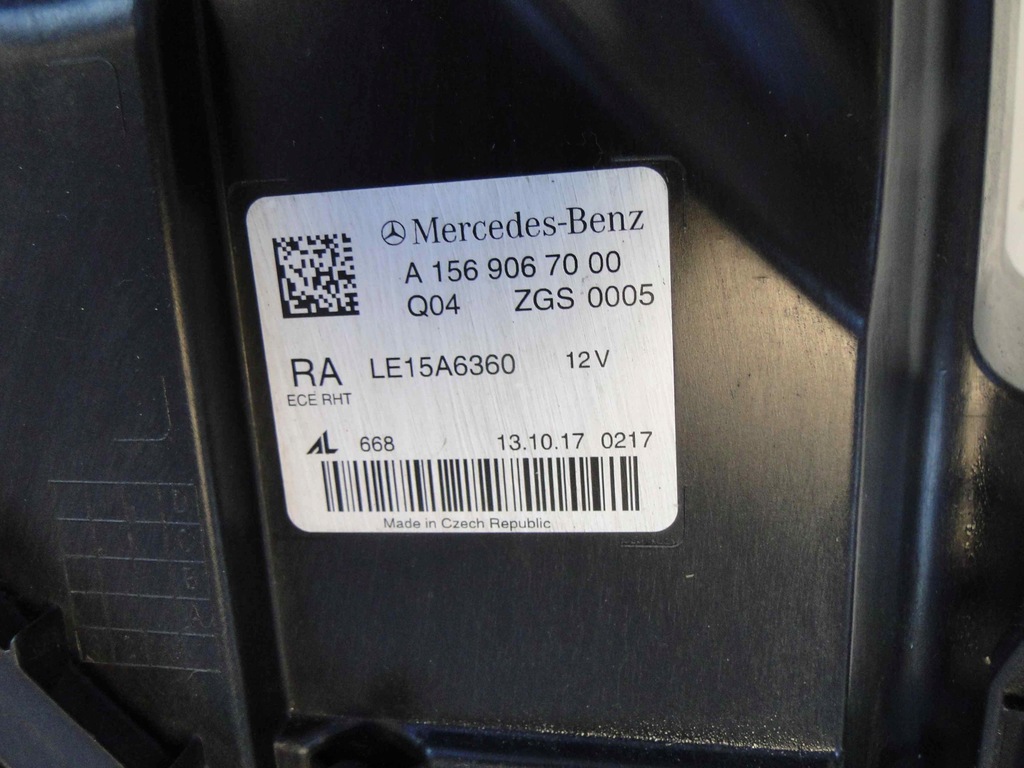 Mercedes-Benz
A 156 906 70 00
Q04 ZGS 0005
RA LE15A6360 12V
ECE RHT
AL 668 13.10.17 0217
Made in Czech Republic